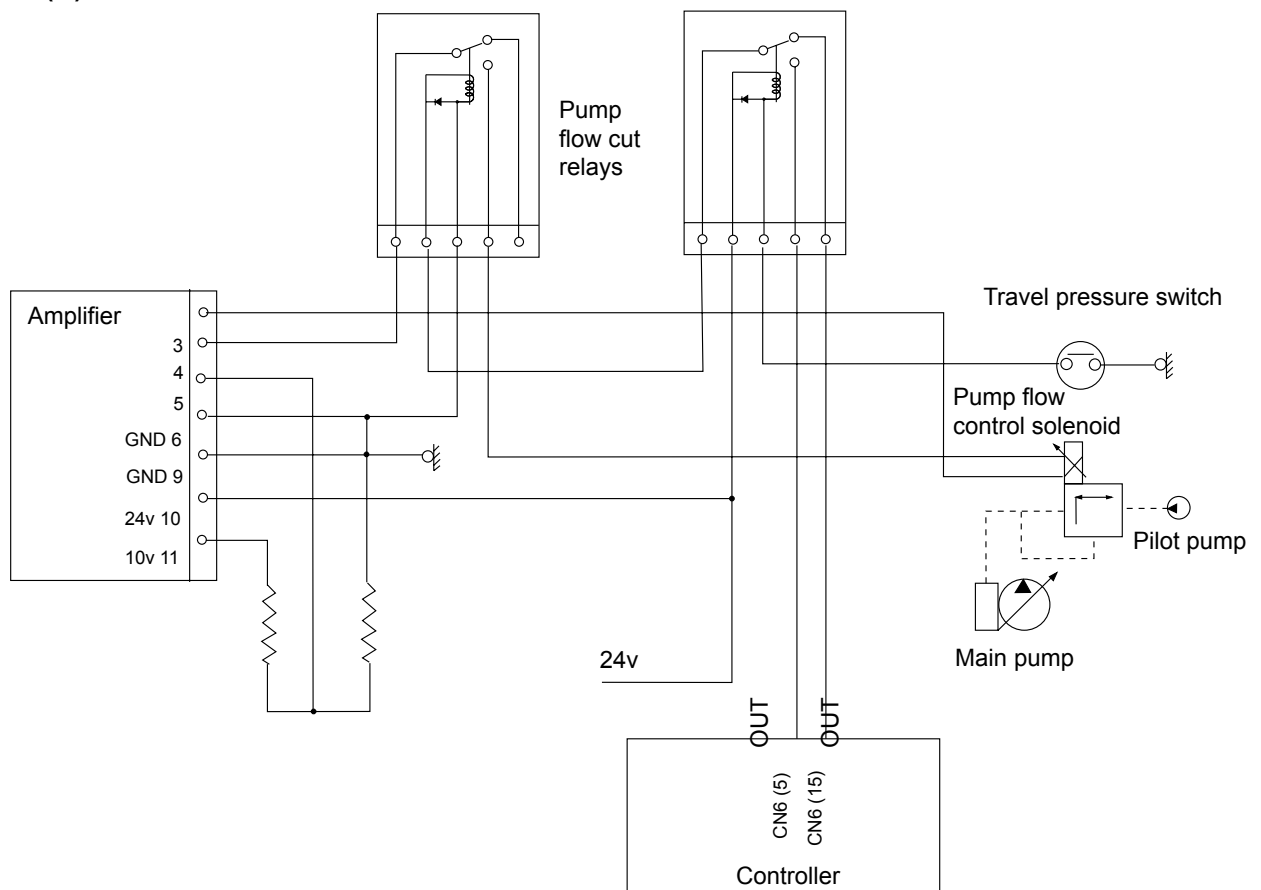 Pump
flow cut
relays
Amplifier
3
4
5
GND 6
GND 9
24v 10
10v 11
Travel pressure switch
Pump flow
control solenoid
Pilot pump
Main pump
24v
OUT
OUT
CN6 (5)
CN6 (15)
Controller